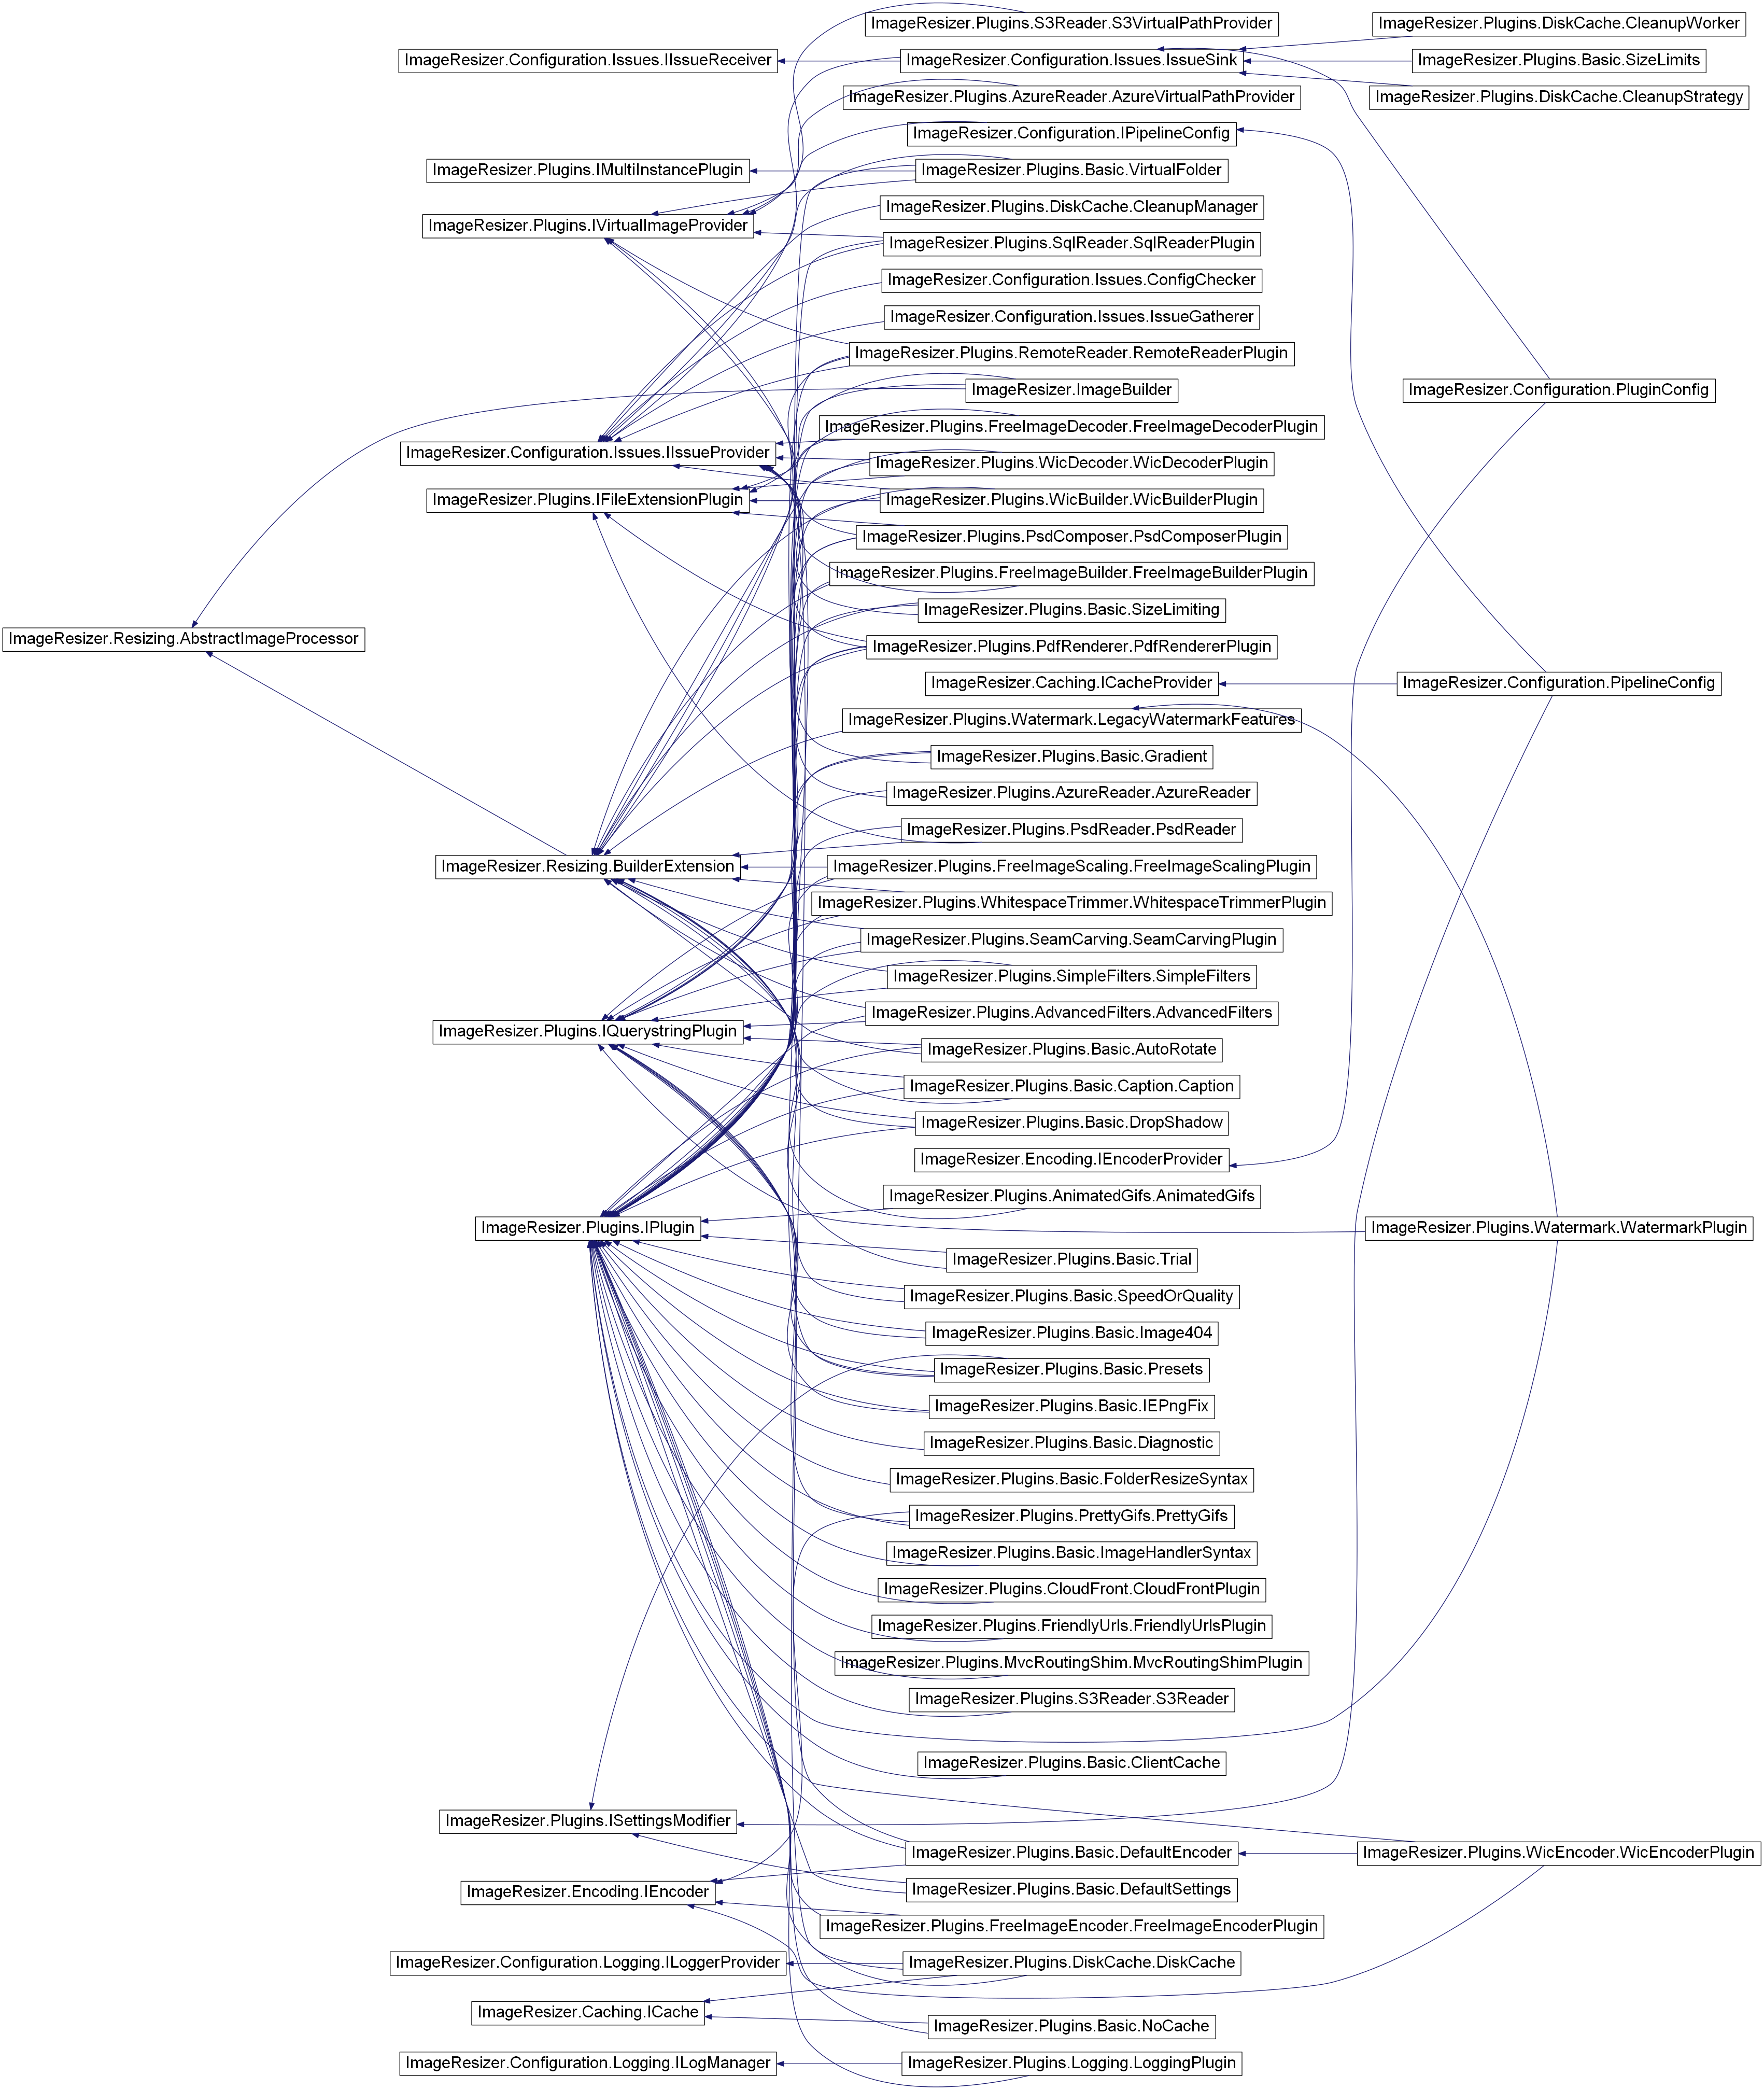 ImageResizer.Plugins.S3Reader.S3VirtualPathProvider
ImageResizer.Plugins.DiskCache.CleanupWorker
ImageResizer.Configuration.Issues.IIssueReceiver
ImageResizer.Configuration.Issues.IssueSink
ImageResizer.Plugins.Basic.SizeLimits
ImageResizer.Plugins.AzureReader.AzureVirtualPathProvider
ImageResizer.Plugins.DiskCache.CleanupStrategy
ImageResizer.Configuration.IPipelineConfig
ImageResizer.Plugins.IMultiInstancePlugin
ImageResizer.Plugins.Basic.VirtualFolder
ImageResizer.Plugins.DiskCache.CleanupManager
ImageResizer.Plugins.IVirtualImageProvider
ImageResizer.Plugins.SqlReader.SqlReaderPlugin
ImageResizer.Configuration.Issues.ConfigChecker
ImageResizer.Configuration.Issues.IssueGatherer
ImageResizer.Plugins.RemoteReader.RemoteReaderPlugin
ImageResizer.ImageBuilder
ImageResizer.Configuration.PluginConfig
ImageResizer.Plugins.FreeImageDecoder.FreeImageDecoderPlugin
ImageResizer.Configuration.Issues.IIssueProvider
ImageResizer.Plugins.WicDecoder.WicDecoderPlugin
ImageResizer.Plugins.IFileExtensionPlugin
ImageResizer.Plugins.WicBuilder.WicBuilderPlugin
ImageResizer.Plugins.PsdComposer.PsdComposerPlugin
ImageResizer.Plugins.FreeImageBuilder.FreeImageBuilderPlugin
ImageResizer.Plugins.Basic.SizeLimiting
ImageResizer.Resizing.AbstractImageProcessor
ImageResizer.Plugins.PdfRenderer.PdfRendererPlugin
ImageResizer.Caching.ICacheProvider
ImageResizer.Configuration.PipelineConfig
ImageResizer.Plugins.Watermark.LegacyWatermarkFeatures
ImageResizer.Plugins.Basic.Gradient
ImageResizer.Plugins.AzureReader.AzureReader
ImageResizer.Plugins.PsdReader.PsdReader
ImageResizer.Resizing.BuilderExtension
ImageResizer.Plugins.FreeImageScaling.FreeImageScalingPlugin
ImageResizer.Plugins.WhitespaceTrimmer.WhitespaceTrimmerPlugin
ImageResizer.Plugins.SeamCarving.SeamCarvingPlugin
ImageResizer.Plugins.SimpleFilters.SimpleFilters
ImageResizer.Plugins.AdvancedFilters.AdvancedFilters
ImageResizer.Plugins.IQuerystringPlugin
ImageResizer.Plugins.Basic.AutoRotate
ImageResizer.Plugins.Basic.Caption.Caption
ImageResizer.Plugins.Basic.DropShadow
ImageResizer.Encoding.IEncoderProvider
ImageResizer.Plugins.AnimatedGifs.AnimatedGifs
ImageResizer.Plugins.IPlugin
ImageResizer.Plugins.Watermark.WatermarkPlugin
ImageResizer.Plugins.Basic.Trial
ImageResizer.Plugins.Basic.SpeedOrQuality
ImageResizer.Plugins.Basic.Image404
ImageResizer.Plugins.Basic.Presets
ImageResizer.Plugins.Basic.IEPngFix
ImageResizer.Plugins.Basic.Diagnostic
ImageResizer.Plugins.Basic.FolderResizeSyntax
ImageResizer.Plugins.PrettyGifs.PrettyGifs
ImageResizer.Plugins.Basic.ImageHandlerSyntax
ImageResizer.Plugins.CloudFront.CloudFrontPlugin
ImageResizer.Plugins.FriendlyUrls.FriendlyUrlsPlugin
ImageResizer.Plugins.MvcRoutingShim.MvcRoutingShimPlugin
ImageResizer.Plugins.S3Reader.S3Reader
ImageResizer.Plugins.Basic.ClientCache
ImageResizer.Plugins.ISettingsModifier
ImageResizer.Plugins.Basic.DefaultEncoder
ImageResizer.Plugins.WicEncoder.WicEncoderPlugin
ImageResizer.Encoding.IEncoder
ImageResizer.Plugins.Basic.DefaultSettings
ImageResizer.Plugins.FreeImageEncoder.FreeImageEncoderPlugin
ImageResizer.Configuration.Logging.ILoggerProvider
ImageResizer.Plugins.DiskCache.DiskCache
ImageResizer.Caching.ICache
ImageResizer.Plugins.Basic.NoCache
ImageResizer.Configuration.Logging.ILogManager
ImageResizer.Plugins.Logging.LoggingPlugin